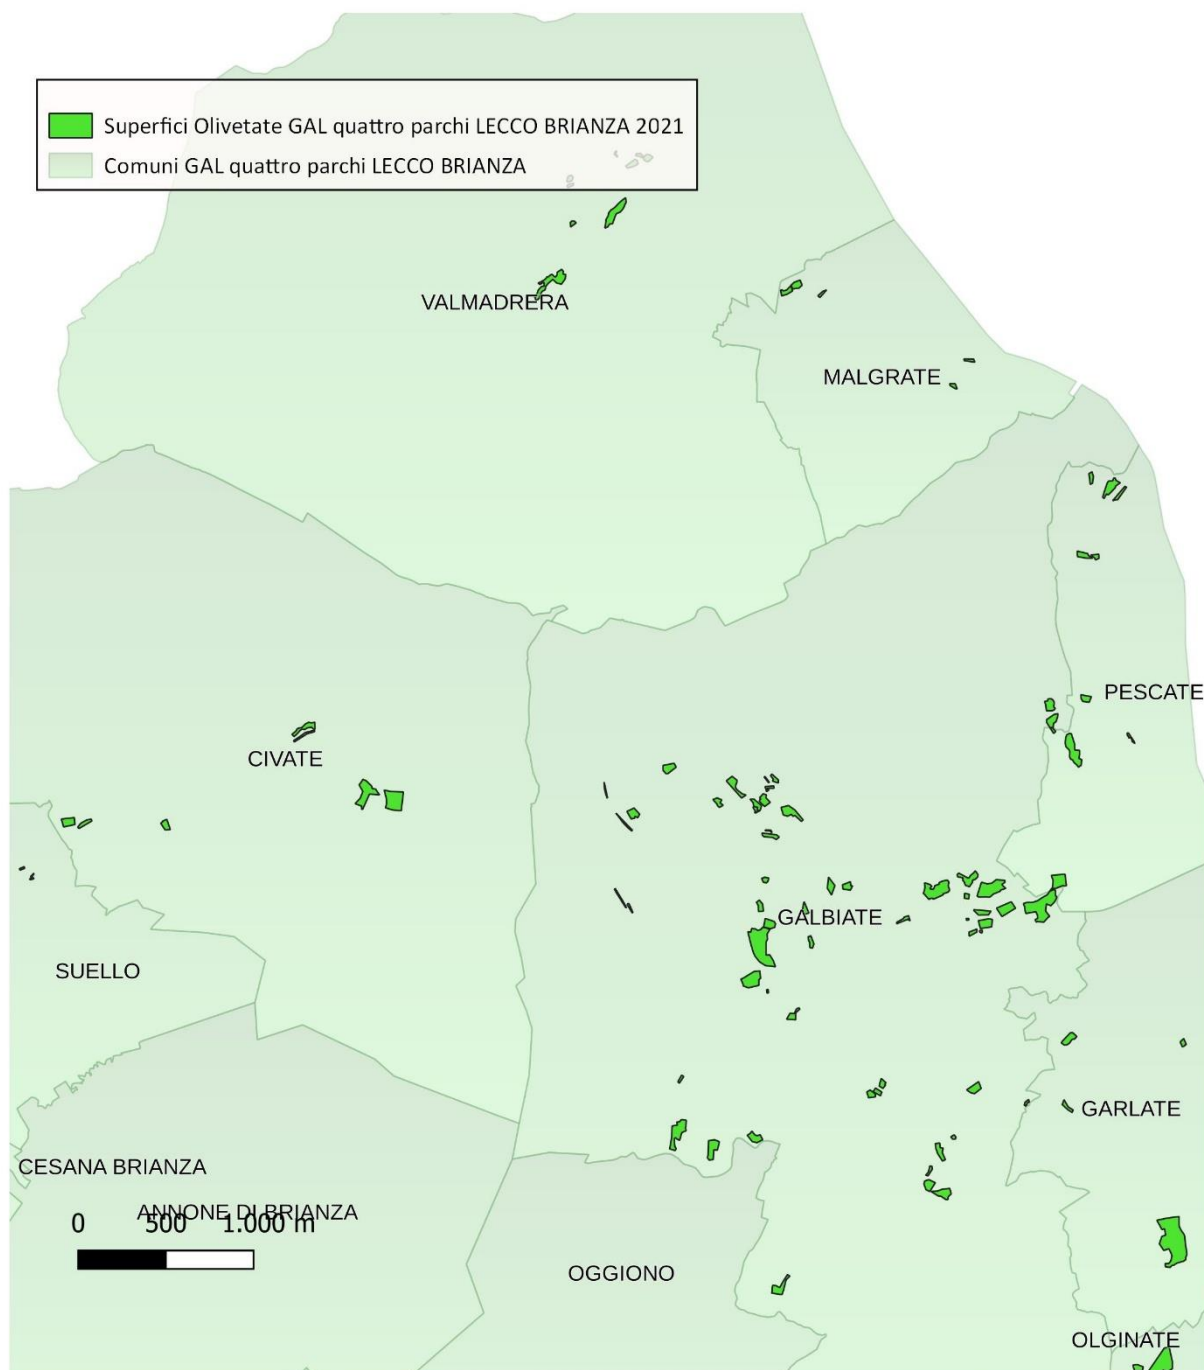 Superfici Olivetate GAL quattro parchi LECCO BRIANZA 2021
Comuni GAL quattro parchi LECCO BRIANZA
VALMADRERA
MALGRATE
PESCATE
CIVATE
GALBIATE
SUELLO
GARLATE
CESANA BRIANZA
ANNONE DI BRIANZA
0 500 1.000 m
OGGIONO
OLGINATE